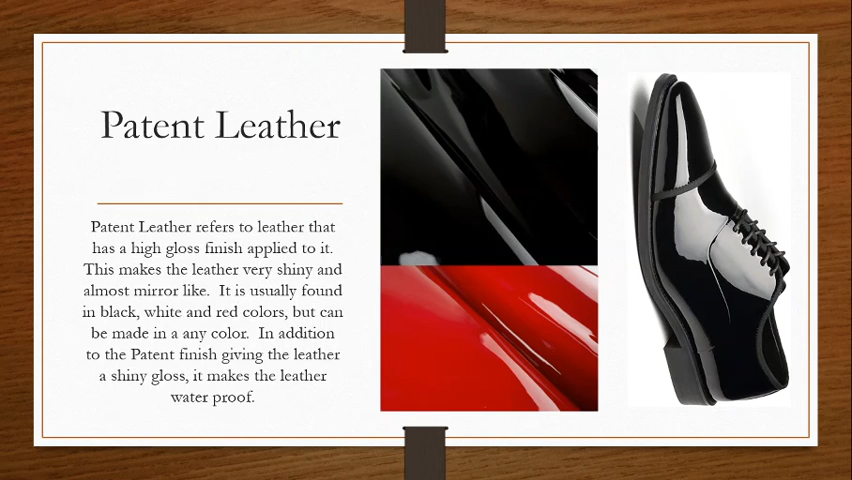 Patent Leather
Patent Leather refers to leather that
has a high gloss finish applied to it.
This makes the leather very shiny and
almost mirror like.  It is usually found
in black, white and red colors, but can
be made in a any color.  In addition
to the Patent finish giving the leather
a shiny gloss, it makes the leather
water proof.